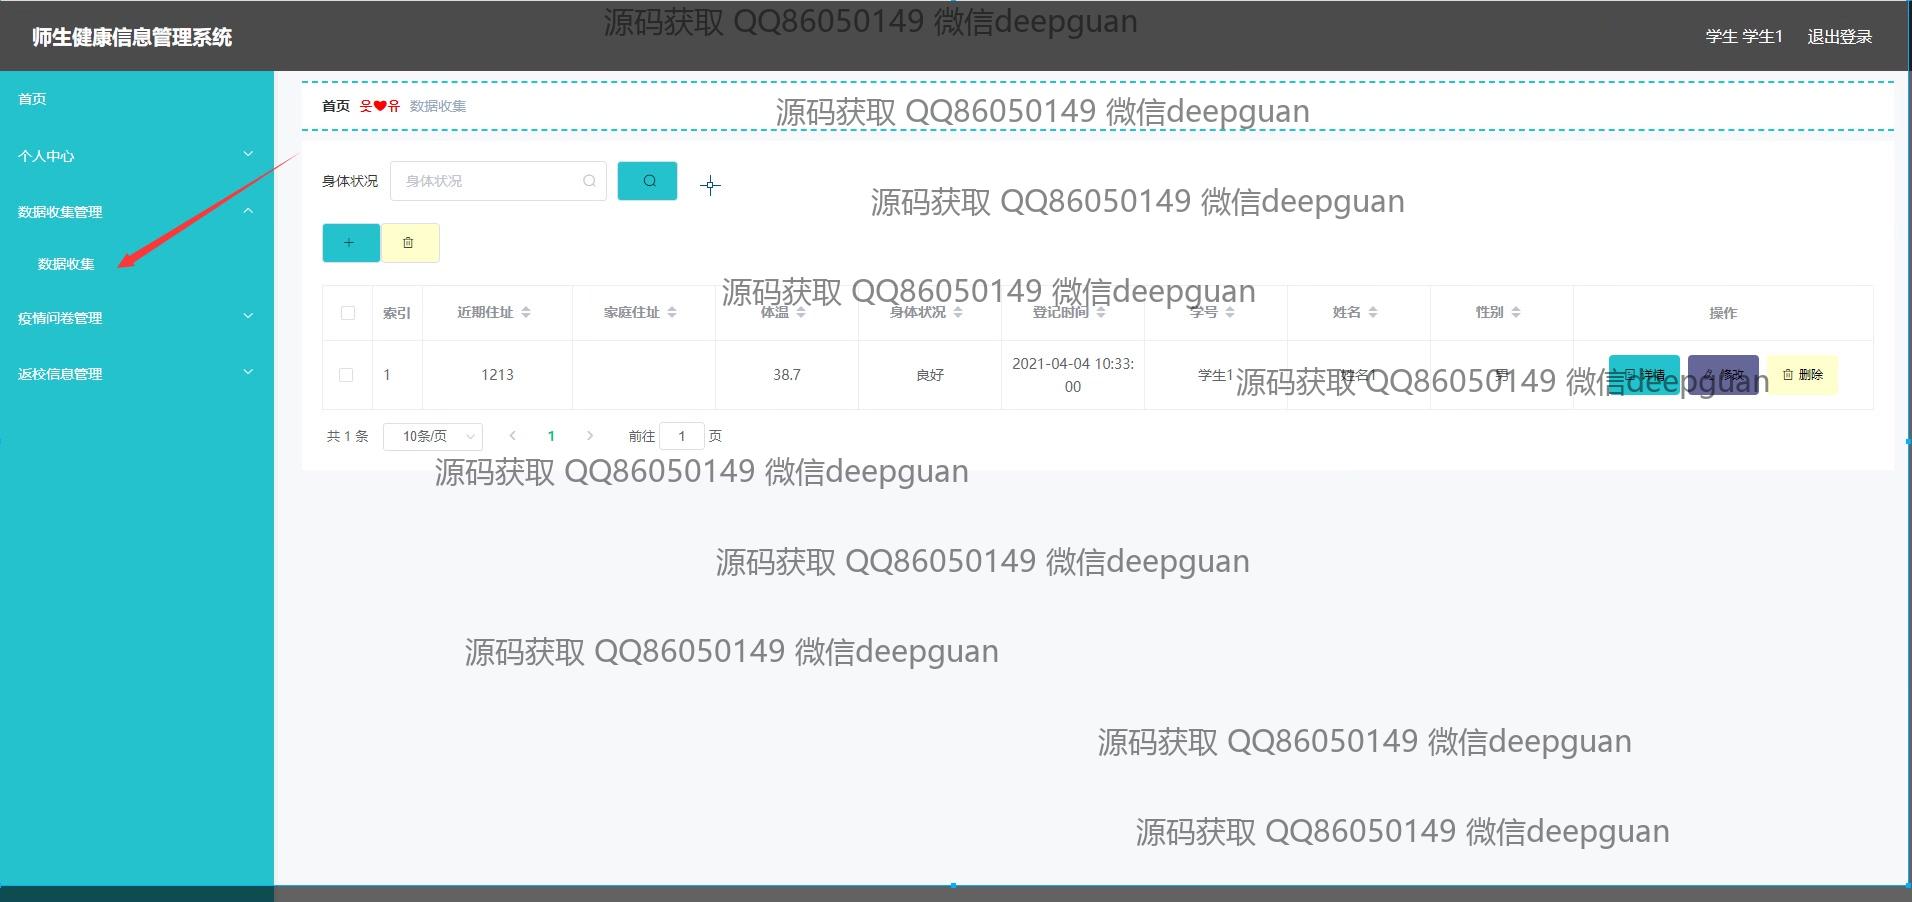 源码获取 QQ86050149 微信deepguan
师生健康信息管理系统
学生 学生1 退出登录
首页
个人中心
数据收集管理
数据收集
疫情问卷管理
返校信息管理
首页 웃❤유 数据收集
源码获取 QQ86050149 微信deepguan
身体状况 身体状况
源码获取 QQ86050149 微信deepguan
源码获取 QQ86050149 微信deepguan
索引 近期住址 家庭住址 体温 身体状况 登记时间 学号 姓名 性别 操作
1 1213 38.7 良好 2021-04-04 10:33:00 学生1 姓名1 男 详情 修改 删除
源码获取 QQ86050149 微信deepguan
共 1 条 10条/页 1 前往 1 页
源码获取 QQ86050149 微信deepguan
源码获取 QQ86050149 微信deepguan
源码获取 QQ86050149 微信deepguan
源码获取 QQ86050149 微信deepguan
源码获取 QQ86050149 微信deepguan